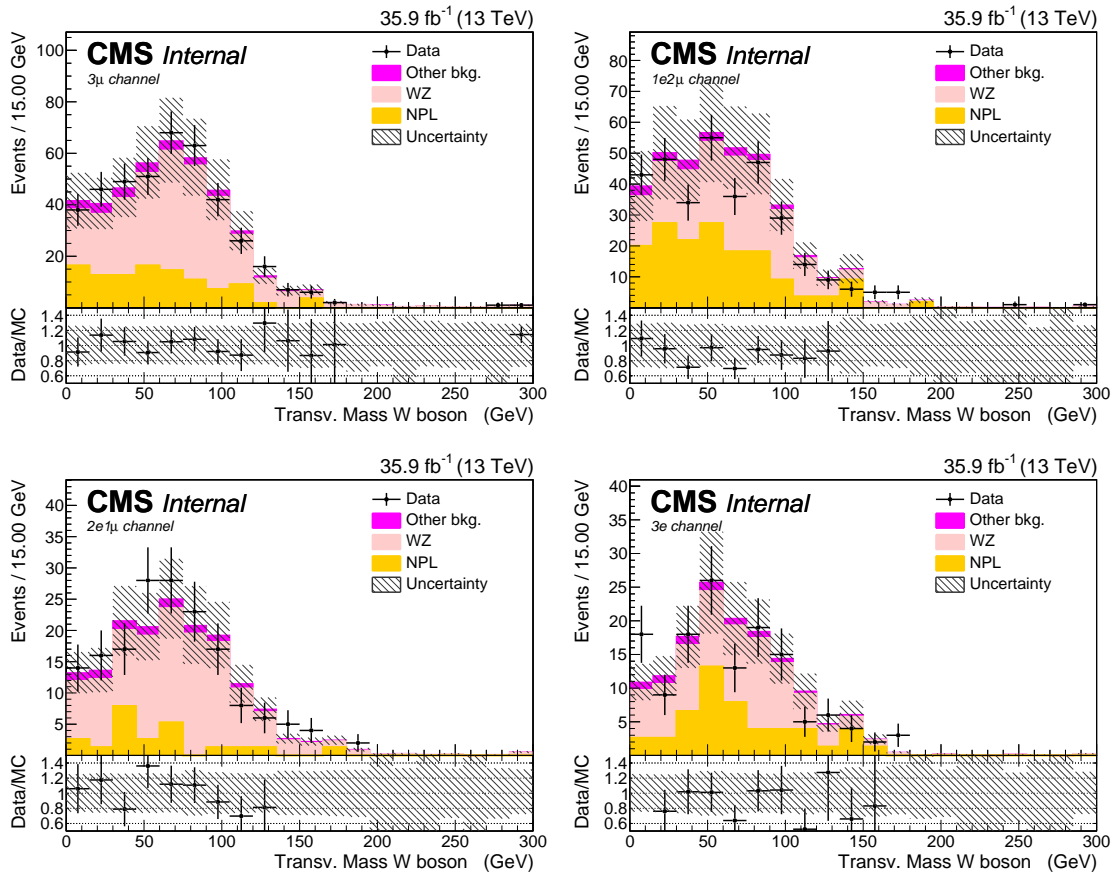 35.9 fb⁻¹ (13 TeV)
CMS Internal
3μ channel
Data
Other bkg.
WZ
NPL
Uncertainty
Events / 15.00 GeV
100
80
60
40
20
Data/MC
1.4
1.2
1
0.8
0.6
0 50 100 150 200 250 300
Transv. Mass W boson (GeV)
35.9 fb⁻¹ (13 TeV)
CMS Internal
1e2μ channel
Data
Other bkg.
WZ
NPL
Uncertainty
Events / 15.00 GeV
80
70
60
50
40
30
20
10
Data/MC
1.4
1.2
1
0.8
0.6
0 50 100 150 200 250 300
Transv. Mass W boson (GeV)
35.9 fb⁻¹ (13 TeV)
CMS Internal
2e1μ channel
Data
Other bkg.
WZ
NPL
Uncertainty
Events / 15.00 GeV
40
35
30
25
20
15
10
5
Data/MC
1.4
1.2
1
0.8
0.6
0 50 100 150 200 250 300
Transv. Mass W boson (GeV)
35.9 fb⁻¹ (13 TeV)
CMS Internal
3e channel
Data
Other bkg.
WZ
NPL
Uncertainty
Events / 15.00 GeV
40
35
30
25
20
15
10
5
Data/MC
1.4
1.2
1
0.8
0.6
0 50 100 150 200 250 300
Transv. Mass W boson (GeV)